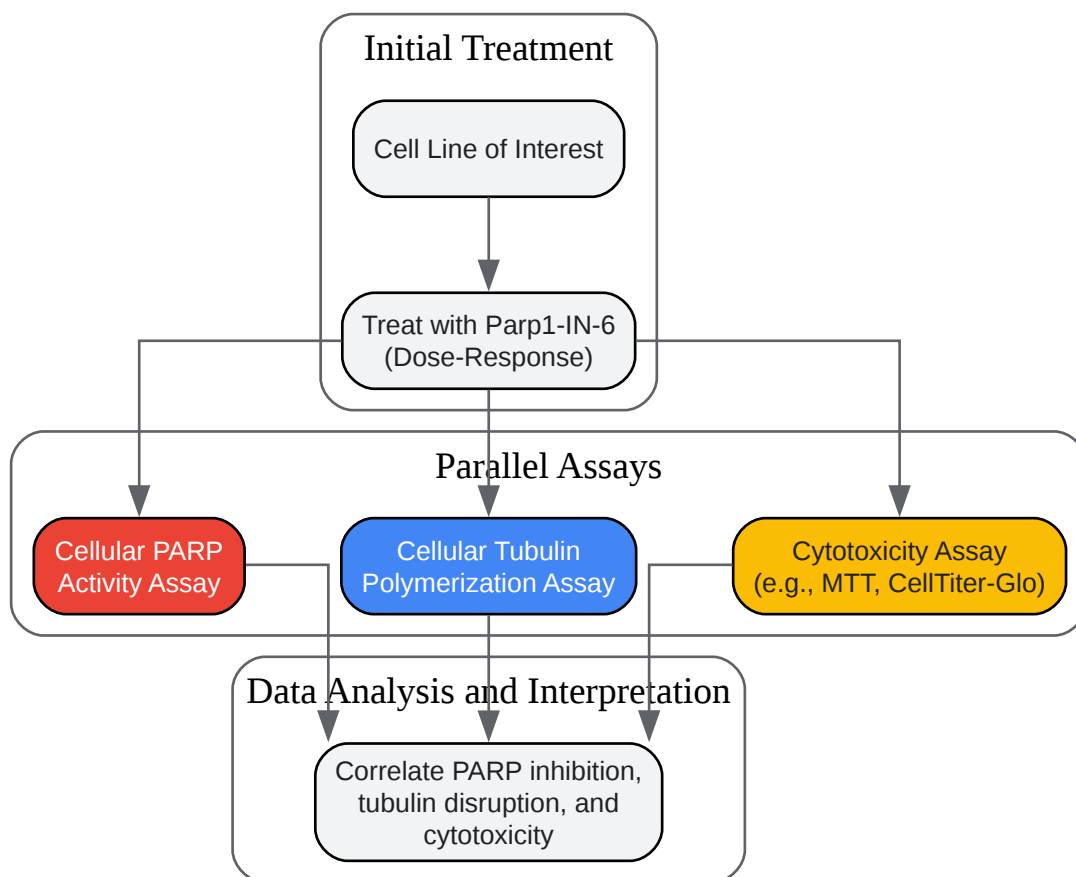 Initial Treatment
Cell Line of Interest
Treat with Parp1-IN-6
(Dose-Response)
Parallel Assays
Cellular PARP
Activity Assay
Cellular Tubulin
Polymerization Assay
Cytotoxicity Assay
(e.g., MTT, CellTiter-Glo)
Data Analysis and Interpretation
Correlate PARP inhibition,
tubulin disruption, and
cytotoxicity